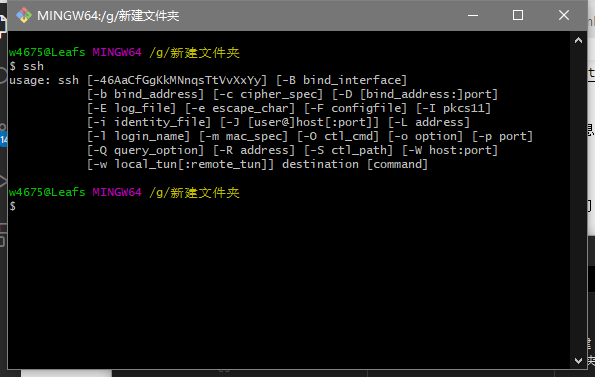 MINGW64:/g/新建文件夹
w4675@Leafs MINGW64 /g/新建文件夹
$ ssh
usage: ssh [-46AaCfGgKkMNnqsTtVvXxYy] [-B bind_interface]
[-b bind_address] [-c cipher_spec] [-D [bind_address:]port]
[-E log_file] [-e escape_char] [-F configfile] [-I pkcs11]
[-i identity_file] [-J [user@]host[:port]] [-L address]
[-l login_name] [-m mac_spec] [-O ctl_cmd] [-o option] [-p port]
[-Q query_option] [-R address] [-S ctl_path] [-W host:port]
[-w local_tun[:remote_tun]] destination [command]
w4675@Leafs MINGW64 /g/新建文件夹
$
14